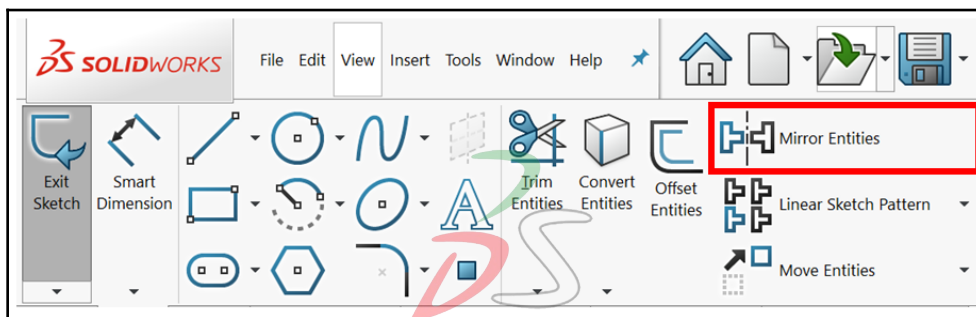 SOLIDWORKS File Edit View Insert Tools Window Help
Exit Sketch
Smart Dimension
A
Trim Entities
Convert Entities
Offset Entities
Mirror Entities
Linear Sketch Pattern
Move Entities